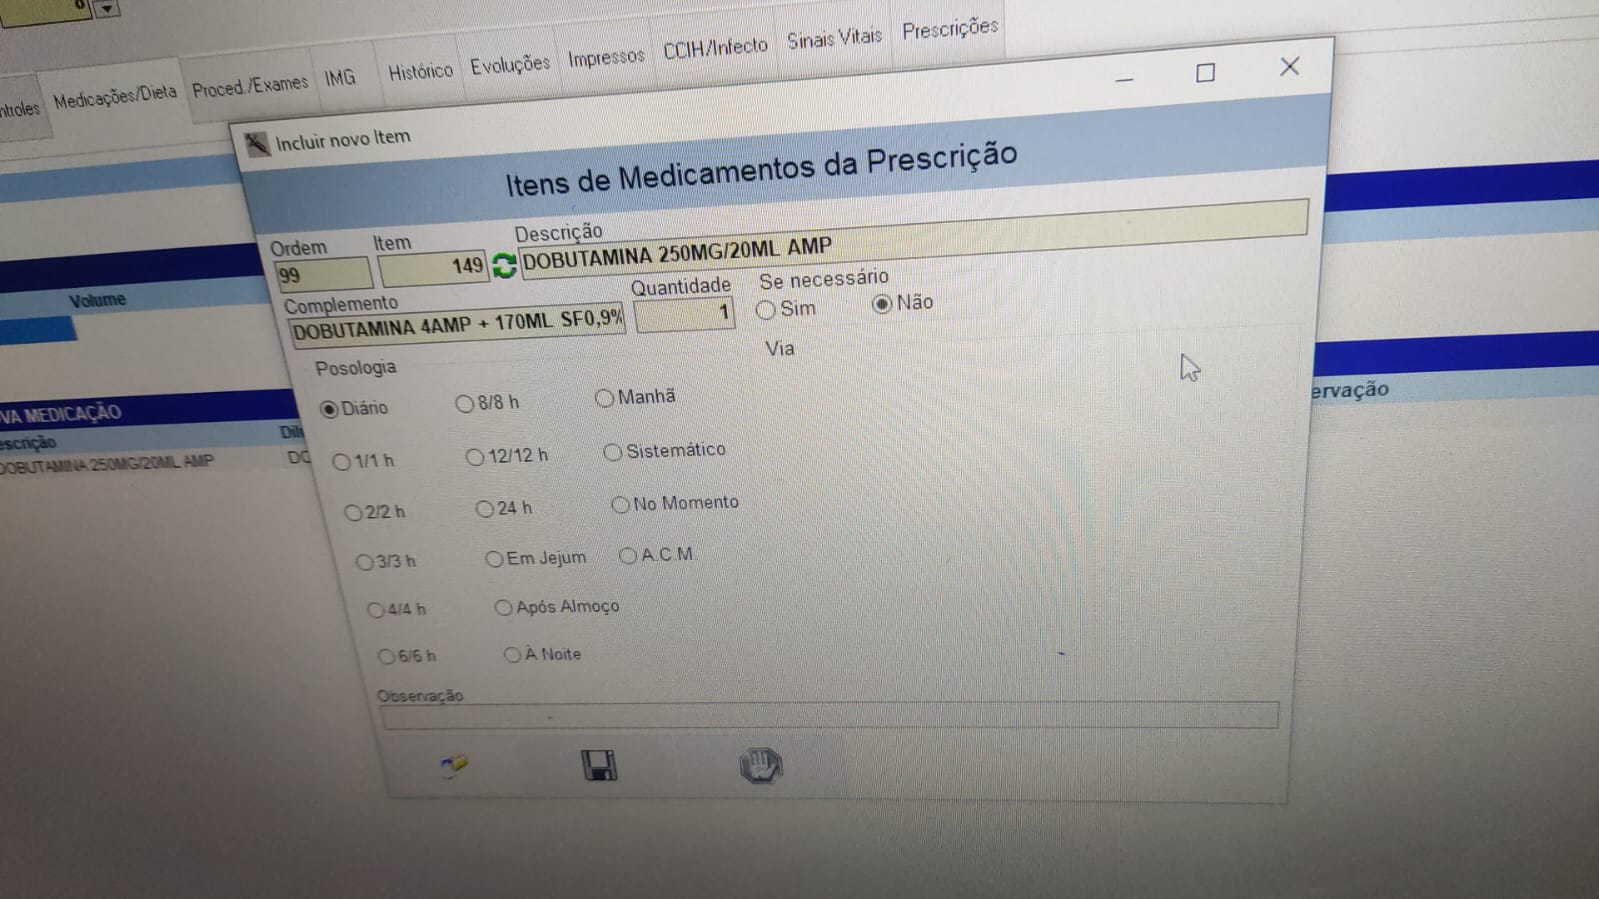 0
ntroles Medicações/Dieta Proced./Exames IMG Histórico Evoluções Impressos CCIH/Infecto Sinais Vitais Prescrições
Incluir novo Item
Itens de Medicamentos da Prescrição
Ordem Item Descrição
99 149 DOBUTAMINA 250MG/20ML AMP
Complemento Quantidade Se necessário
DOBUTAMINA 4AMP + 170ML SF0,9% 1 Sim Não
Posologia Via
Diário 8/8 h Manhã
1/1 h 12/12 h Sistemático
2/2 h 24 h No Momento
3/3 h Em Jejum A.C.M.
4/4 h Após Almoço
6/6 h À Noite
Observação
Volume
VA MEDICAÇÃO
escrição Dil
DOBUTAMINA 250MG/20ML AMP DO
ervação